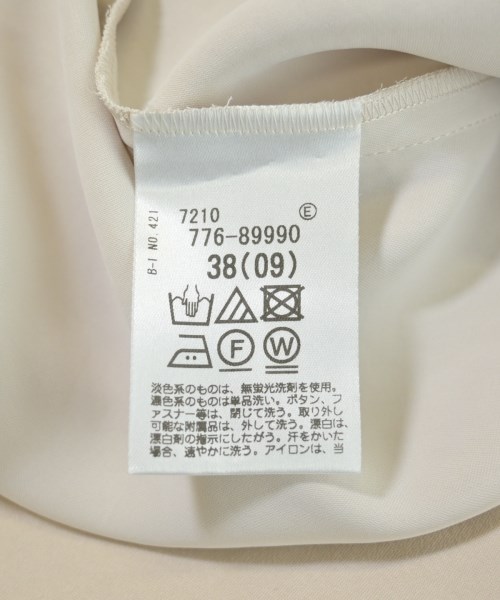 B-I NO.421
7210 Ⓔ
776-89990
38(09)
F W
淡色系のものは、無蛍光洗剤を使用。
濃色系のものは単品洗い。ボタン、フ
ァスナー等は、閉じて洗う。取り外し
可能な附属品は、外して洗う。漂白は、
漂白剤の指示にしたがう。汗をかいた
場合、速やかに洗う。アイロンは、当